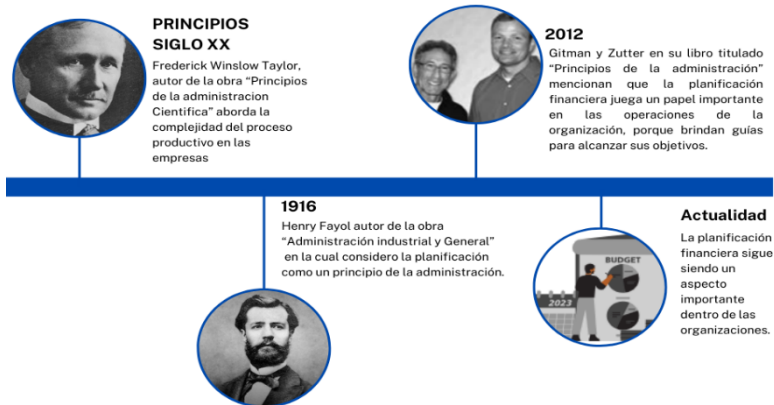 PRINCIPIOS
SIGLO XX
Frederick Winslow Taylor,
autor de la obra “Principios
de la administracion
Cientifica” aborda la
complejidad del proceso
productivo en las
empresas
1916
Henry Fayol autor de la obra
“Administración industrial y General”
en la cual considero la planificación
como un principio de la administración.
2012
Gitman y Zutter en su libro titulado
“Principios de la administración”
mencionan que la planificación
financiera juega un papel importante
en las operaciones de la
organización, porque brindan guías
para alcanzar sus objetivos.
Actualidad
La planificación
financiera sigue
siendo un
aspecto
importante
dentro de las
organizaciones.
BUDGET
2023